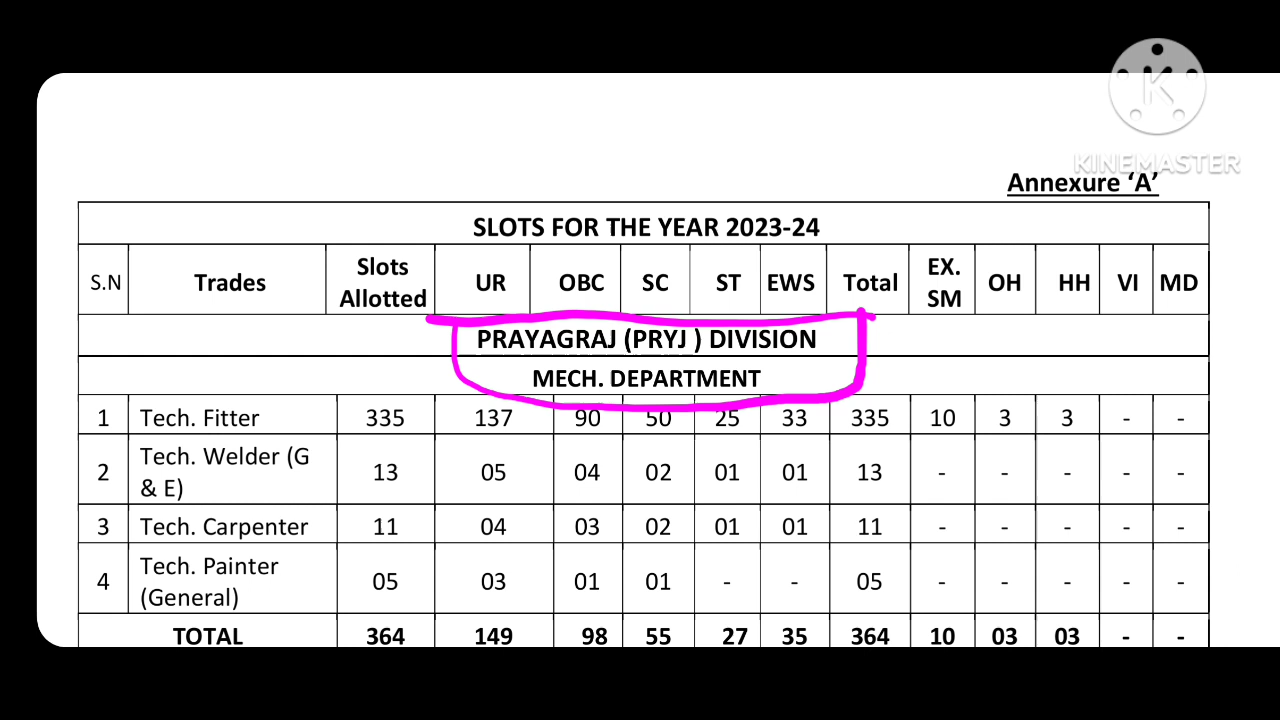 K
KINEMASTER
Annexure ‘A’
SLOTS FOR THE YEAR 2023-24
S.N Trades Slots Allotted UR OBC SC ST EWS Total EX. SM OH HH VI MD
PRAYAGRAJ (PRYJ ) DIVISION
MECH. DEPARTMENT
1 Tech. Fitter 335 137 90 50 25 33 335 10 3 3 - -
2 Tech. Welder (G & E) 13 05 04 02 01 01 13 - - - - -
3 Tech. Carpenter 11 04 03 02 01 01 11 - - - - -
4 Tech. Painter (General) 05 03 01 01 - - 05 - - - - -
TOTAL 364 149 98 55 27 35 364 10 03 03 - -